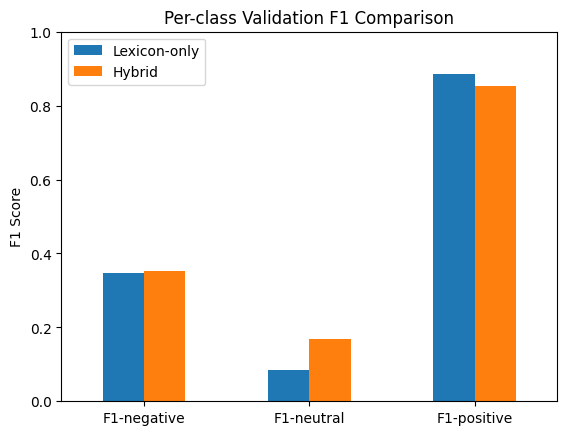 Per-class Validation F1 Comparison
Lexicon-only
Hybrid
F1 Score
1.0
0.8
0.6
0.4
0.2
0.0
F1-negative
F1-neutral
F1-positive